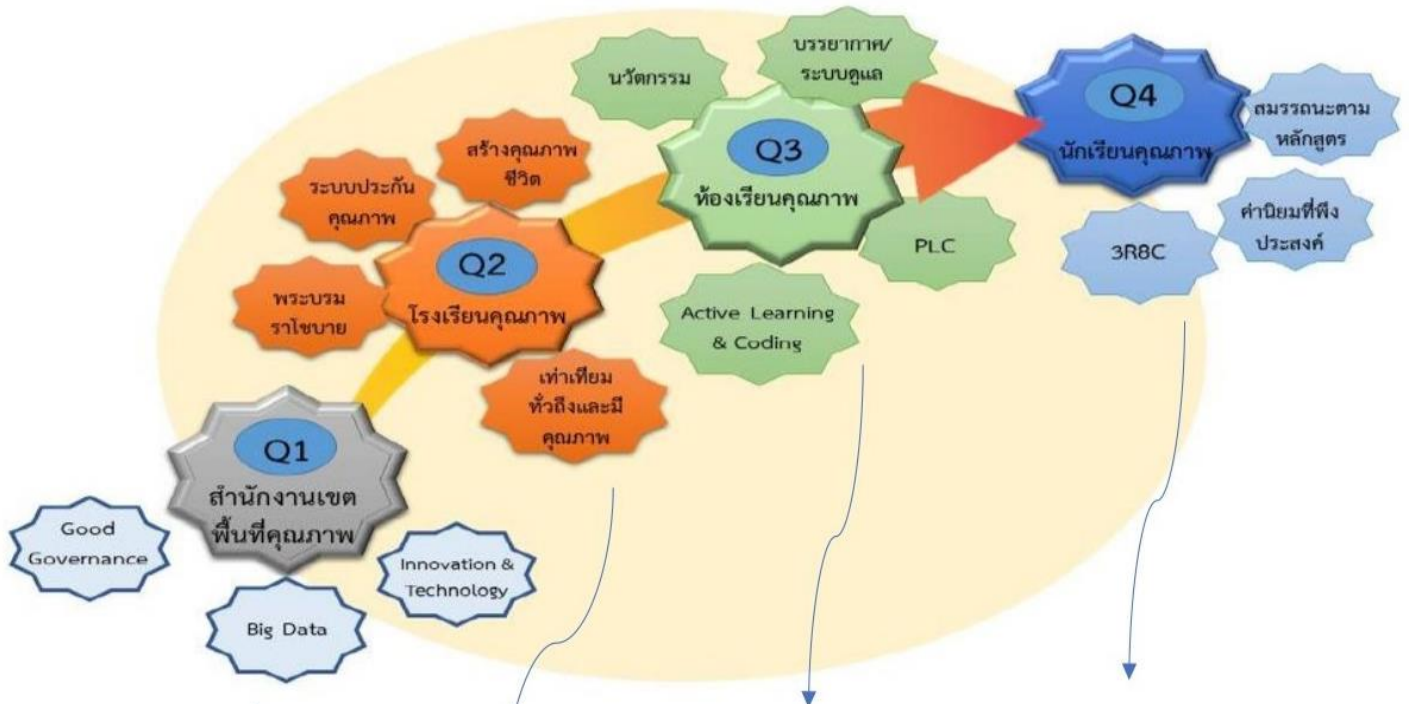 นวัตกรรม
บรรยากาศ/
ระบบดูแล
Q4
นักเรียนคุณภาพ
สมรรถนะตาม
หลักสูตร
สร้างคุณภาพ
ชีวิต
Q3
ห้องเรียนคุณภาพ
ระบบประกัน
คุณภาพ
ค่านิยมที่พึง
ประสงค์
PLC
3R8C
Q2
โรงเรียนคุณภาพ
พระบรม
ราโชบาย
Active Learning
& Coding
เท่าเทียม
ทั่วถึงและมี
คุณภาพ
Q1
สำนักงานเขต
พื้นที่คุณภาพ
Good
Governance
Innovation &
Technology
Big Data